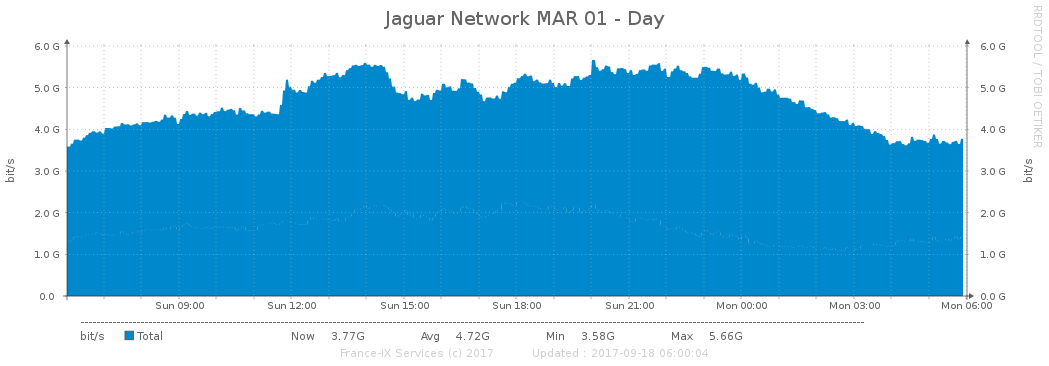 Jaguar Network MAR 01 - Day
RRDTOOL / TOBI OETIKER
6.0 G 6.0 G
5.0 G 5.0 G
4.0 G 4.0 G
3.0 G 3.0 G
2.0 G 2.0 G
1.0 G 1.0 G
0.0 0.0 G
bit/s bit/s
Sun 09:00 Sun 12:00 Sun 15:00 Sun 18:00 Sun 21:00 Mon 00:00 Mon 03:00 Mon 06:00
bit/s Total Now 3.77G Avg 4.72G Min 3.58G Max 5.66G
France-IX Services (c) 2017 Updated : 2017-09-18 06:00:04